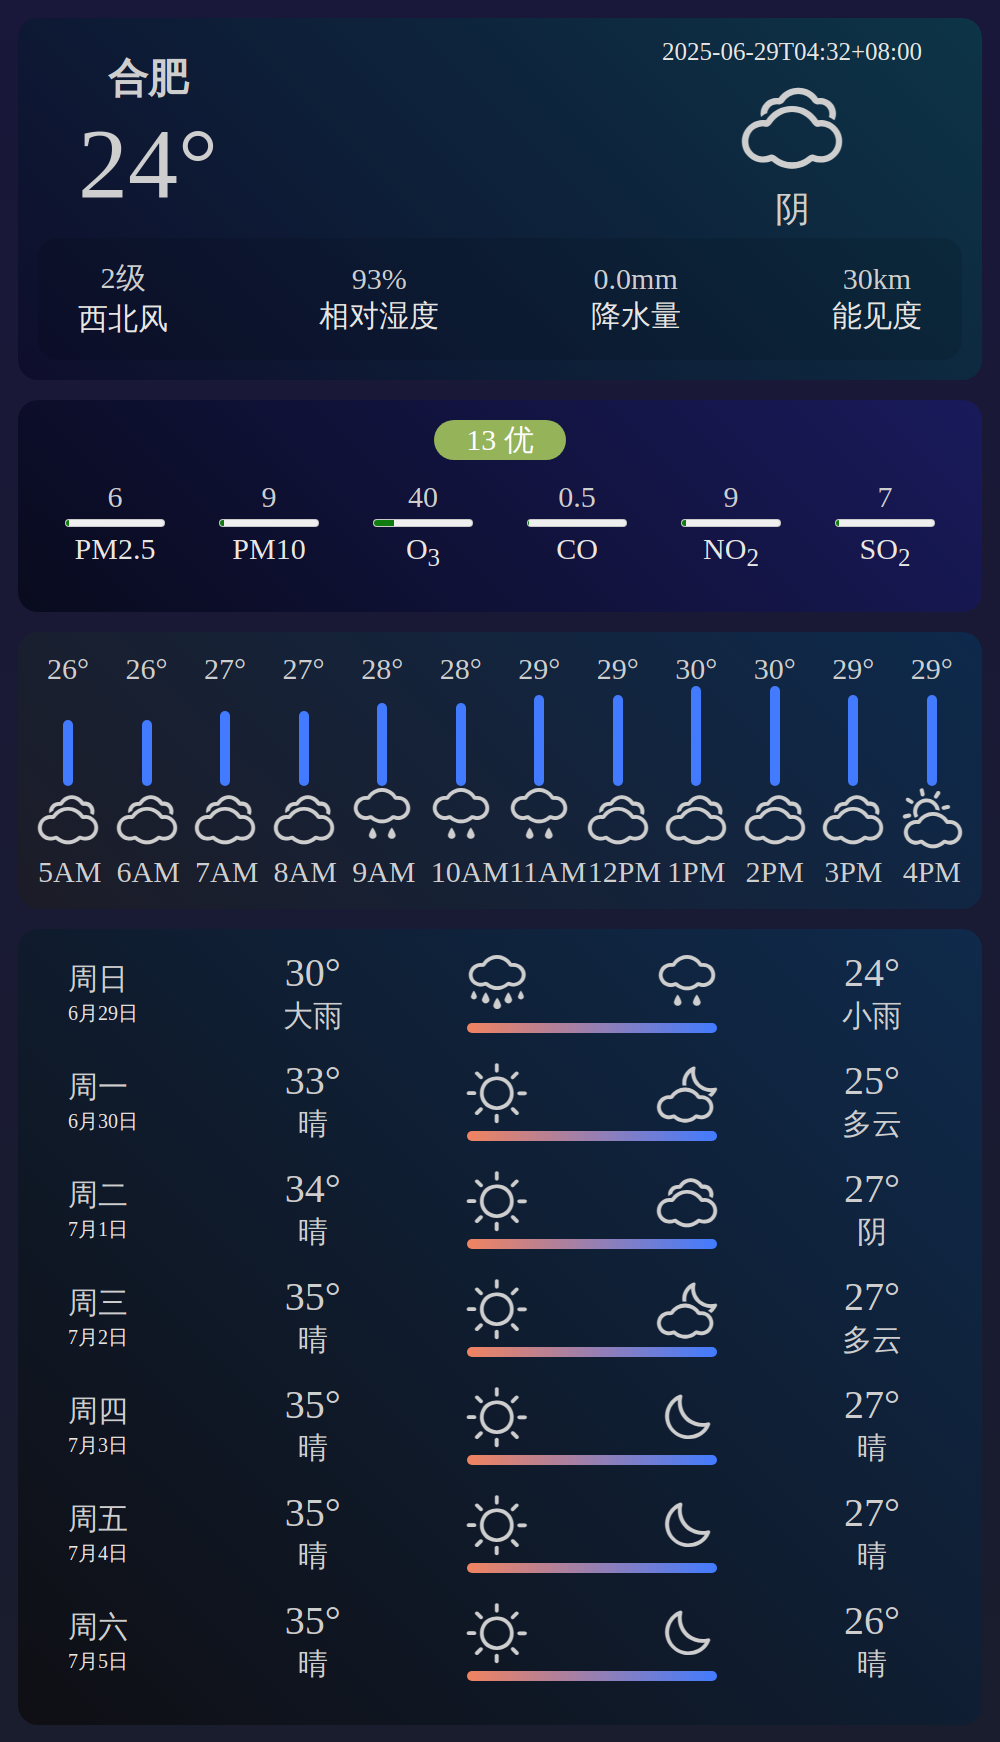 合肥
24°
2025-06-29T04:32+08:00
阴
2级 93% 0.0mm 30km
西北风 相对湿度 降水量 能见度
13 优
6 9 40 0.5 9 7
PM2.5 PM10 O3 CO NO2 SO2
26° 26° 27° 27° 28° 28° 29° 29° 30° 30° 29° 29°
5AM 6AM 7AM 8AM 9AM 10AM 11AM 12PM 1PM 2PM 3PM 4PM
周日 30° 24°
6月29日 大雨 小雨
周一 33° 25°
6月30日 晴 多云
周二 34° 27°
7月1日 晴 阴
周三 35° 27°
7月2日 晴 多云
周四 35° 27°
7月3日 晴 晴
周五 35° 27°
7月4日 晴 晴
周六 35° 26°
7月5日 晴 晴